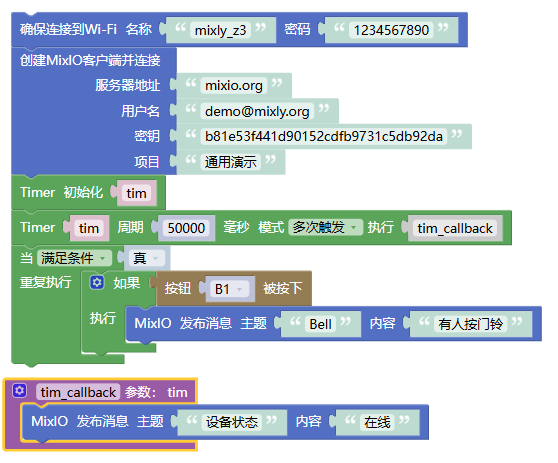 确保连接到Wi-Fi 名称 “ mixly_z3 ” 密码 “ 1234567890 ”
创建MixIO客户端并连接
服务器地址 “ mixio.org ”
用户名 “ demo@mixly.org ”
密钥 “ b81e53f441d90152cdfb9731c5db92da ”
项目 “ 通用演示 ”
Timer 初始化 tim
Timer tim 周期 50000 毫秒 模式 多次触发 执行 tim_callback
当 满足条件 真
重复执行 如果 按钮 B1 被按下
执行 MixIO 发布消息 主题 “ Bell ” 内容 “ 有人按门铃 ”
tim_callback 参数： tim
MixIO 发布消息 主题 “ 设备状态 ” 内容 “ 在线 ”